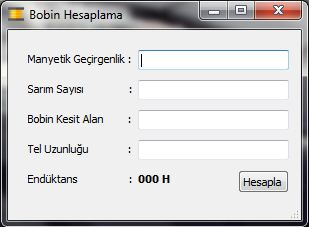 Bobin Hesaplama
Manyetik Geçirgenlik :
Sarım Sayısı :
Bobin Kesit Alan :
Tel Uzunluğu :
Endüktans : 000 H
Hesapla